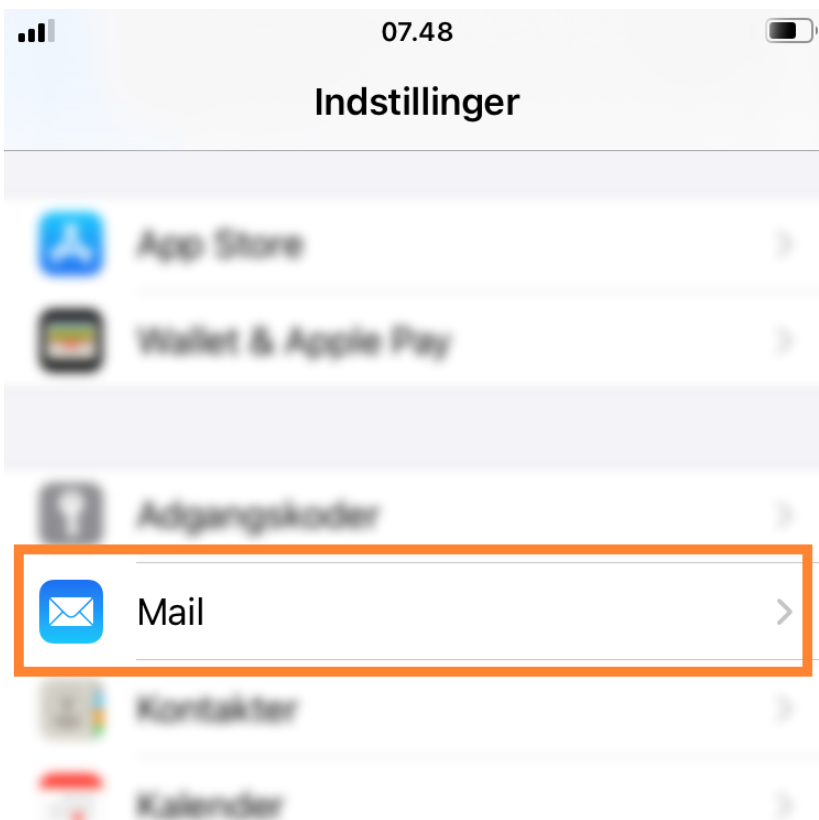 07.48
Indstillinger
App Store
Wallet & Apple Pay
Adgangskoder
Mail
Kontakter
Kalender